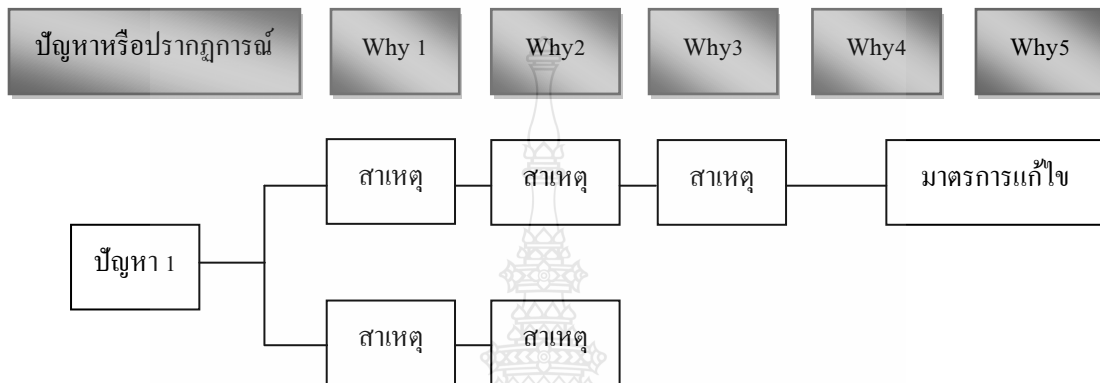 ปัญหาหรือปรากฏการณ์ Why 1 Why2 Why3 Why4 Why5
สาเหตุ สาเหตุ สาเหตุ มาตรการแก้ไข
ปัญหา 1
สาเหตุ สาเหตุ